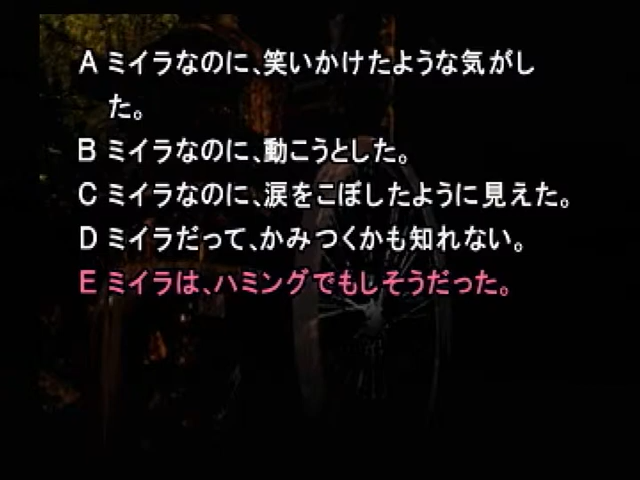 A ミイラなのに、笑いかけたような気がし
た。
B ミイラなのに、動こうとした。
C ミイラなのに、涙をこぼしたように見えた。
D ミイラだって、かみつくかも知れない。
E ミイラは、ハミングでもしそうだった。